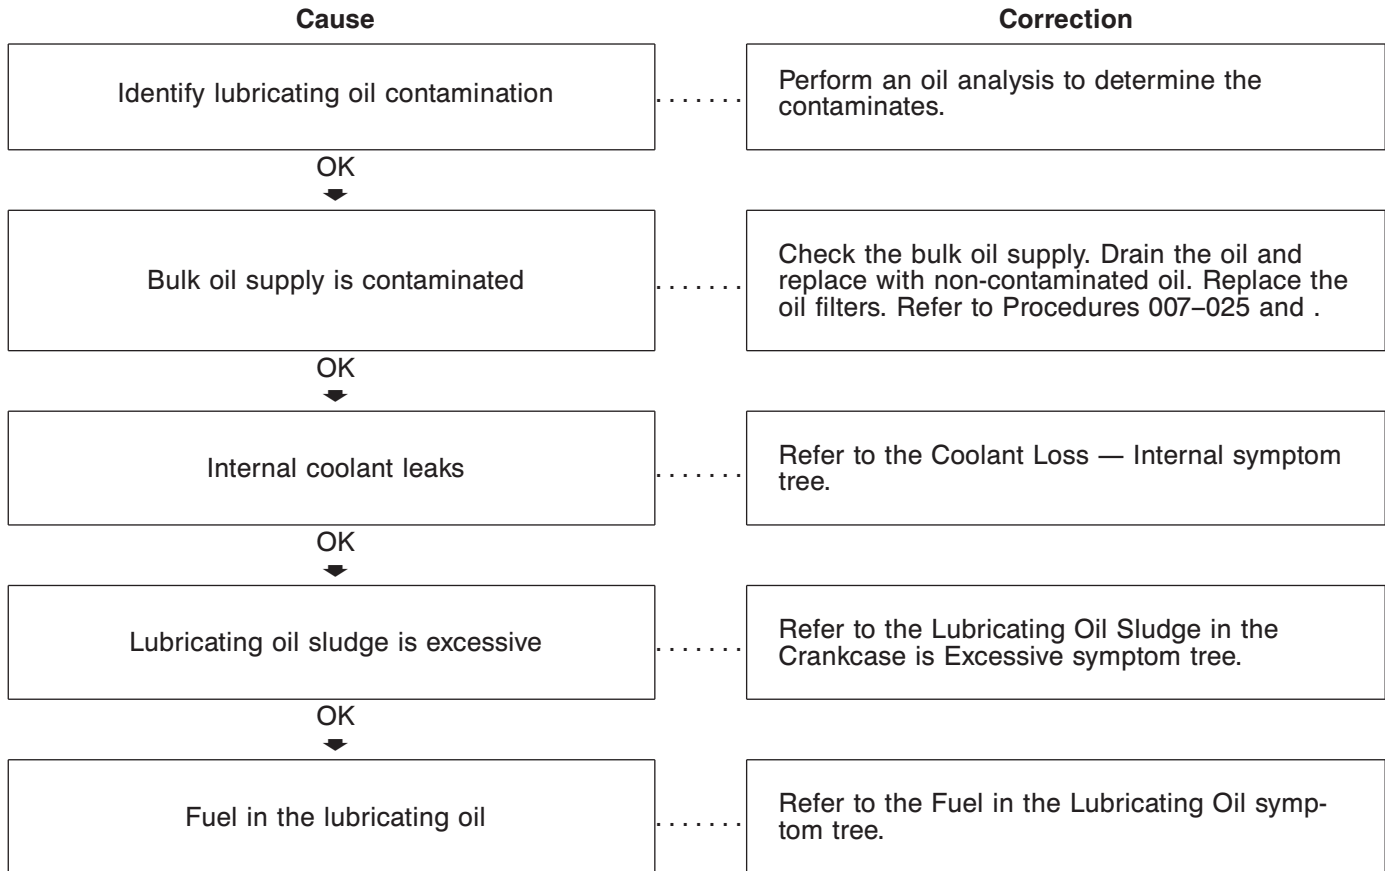 Cause
Correction
Identify lubricating oil contamination
.......
Perform an oil analysis to determine the
contaminates.
OK
Bulk oil supply is contaminated
.......
Check the bulk oil supply. Drain the oil and
replace with non-contaminated oil. Replace the
oil filters. Refer to Procedures 007–025 and .
OK
Internal coolant leaks
.......
Refer to the Coolant Loss — Internal symptom
tree.
OK
Lubricating oil sludge is excessive
.......
Refer to the Lubricating Oil Sludge in the
Crankcase is Excessive symptom tree.
OK
Fuel in the lubricating oil
.......
Refer to the Fuel in the Lubricating Oil symp-
tom tree.